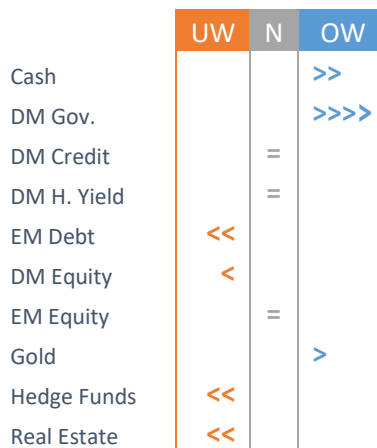 UW N OW
Cash >>
DM Gov. >>>>
DM Credit =
DM H. Yield =
EM Debt <<
DM Equity <
EM Equity =
Gold >
Hedge Funds <<
Real Estate <<